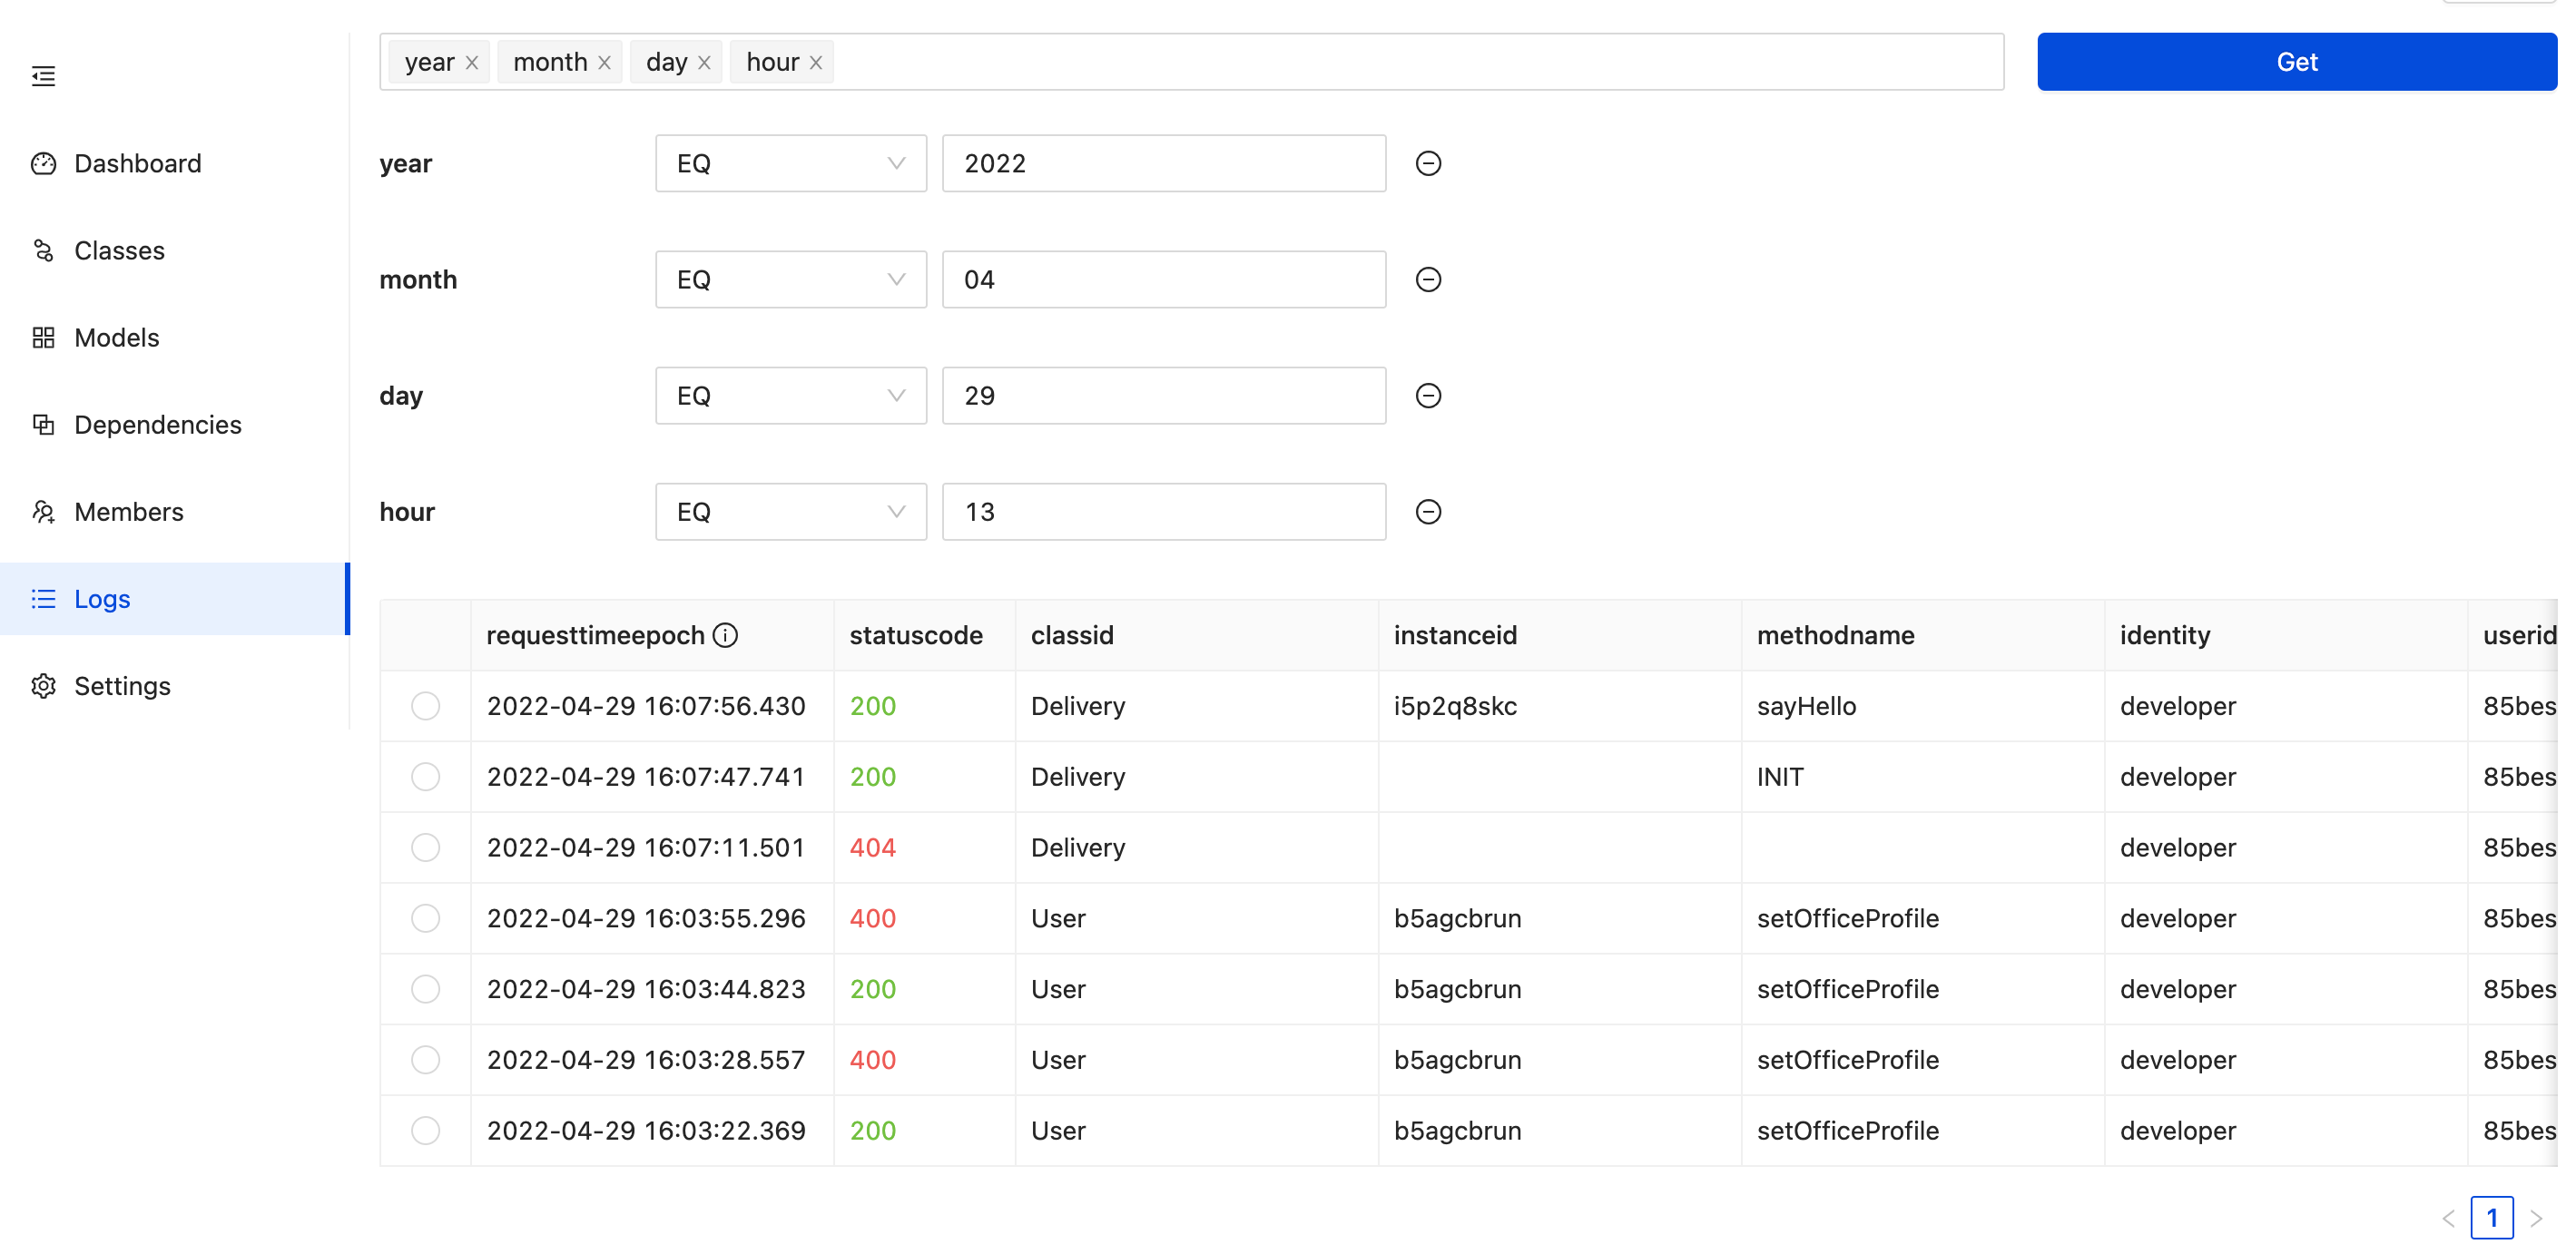 year month day hour
Get
Dashboard
Classes
Models
Dependencies
Members
Logs
Settings
year EQ 2022
month EQ 04
day EQ 29
hour EQ 13
requesttimeepoch statuscode classid instanceid methodname identity userid
2022-04-29 16:07:56.430 200 Delivery i5p2q8skc sayHello developer 85bes
2022-04-29 16:07:47.741 200 Delivery INIT developer 85bes
2022-04-29 16:07:11.501 404 Delivery developer 85bes
2022-04-29 16:03:55.296 400 User b5agcbrun setOfficeProfile developer 85bes
2022-04-29 16:03:44.823 200 User b5agcbrun setOfficeProfile developer 85bes
2022-04-29 16:03:28.557 400 User b5agcbrun setOfficeProfile developer 85bes
2022-04-29 16:03:22.369 200 User b5agcbrun setOfficeProfile developer 85bes
1